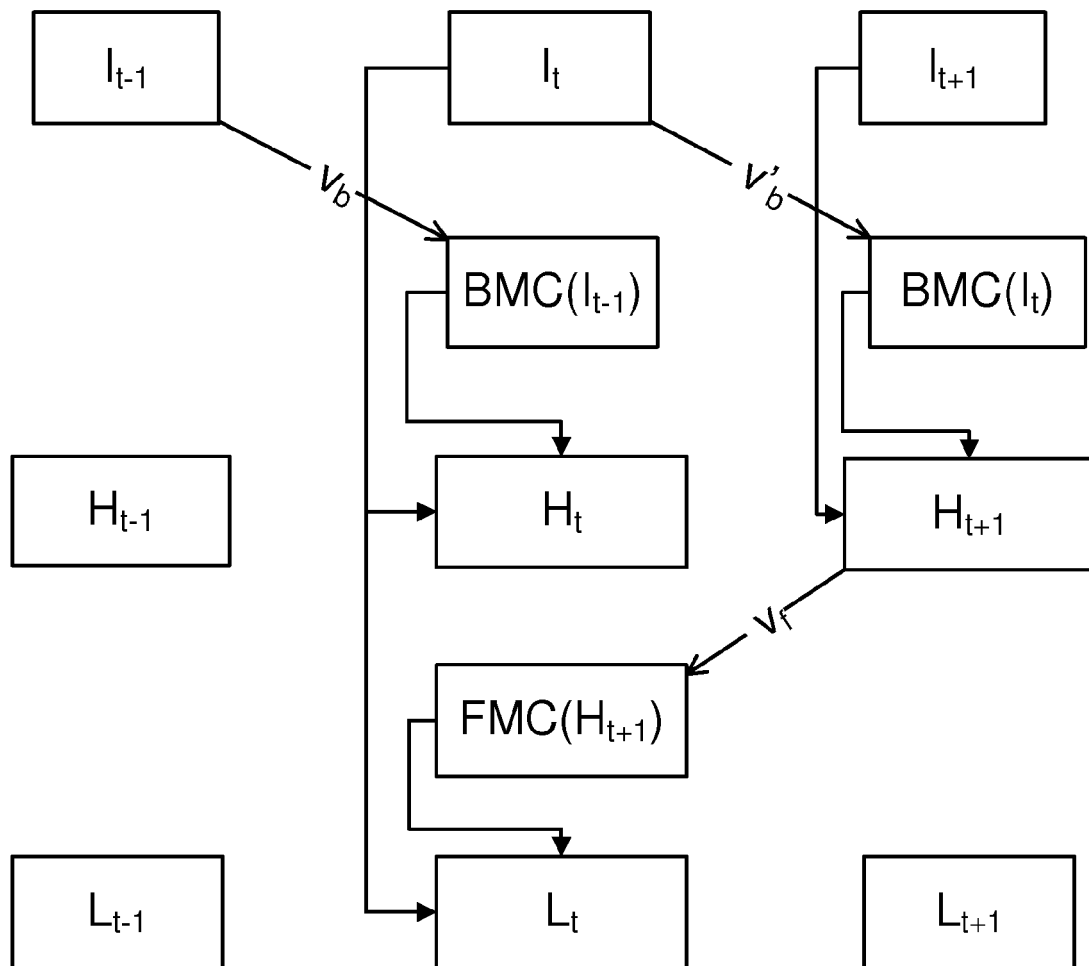 I_{t-1} I_t I_{t+1}
v_b v'_b
BMC(I_{t-1}) BMC(I_t)
H_{t-1} H_t H_{t+1}
v_f
FMC(H_{t+1})
L_{t-1} L_t L_{t+1}